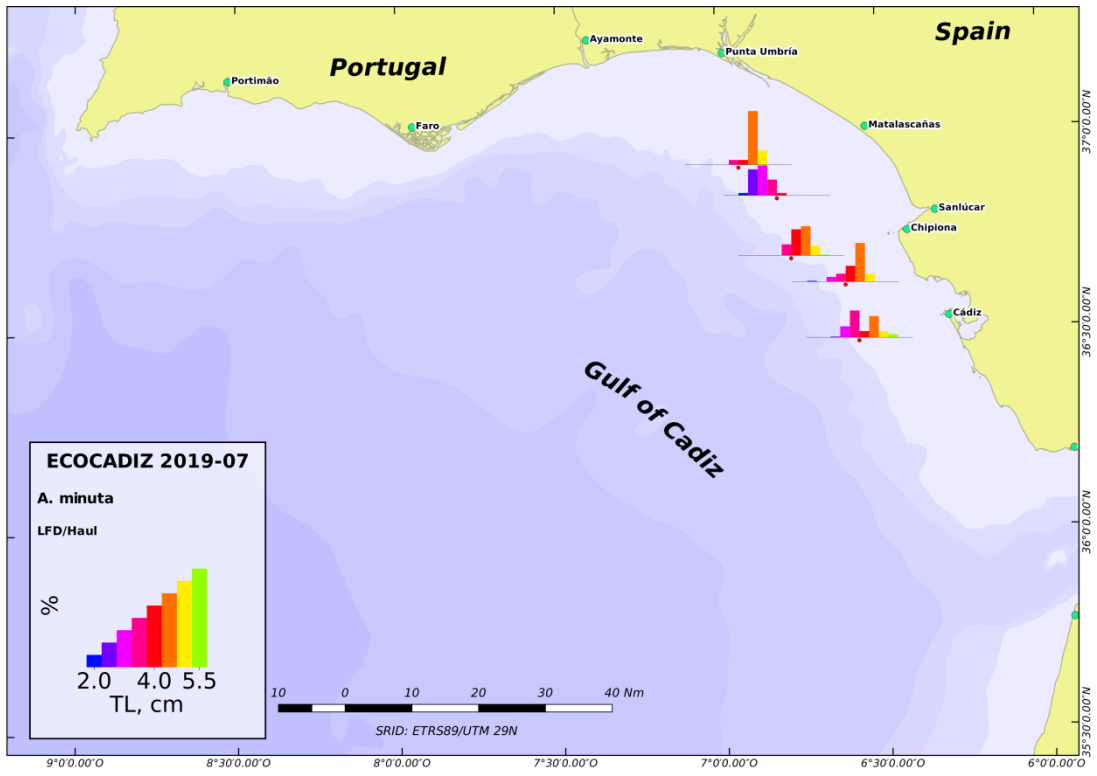 Spain
Portugal
Ayamonte
Punta Umbría
Portimão
Faro
Matalascañas
Sanlúcar
Chipiona
Cádiz
Gulf of Cadiz
37°0'0.00"N
36°30'0.00"N
36°0'0.00"N
35°30'0.00"N
ECOCADIZ 2019-07
A. minuta
LFD/Haul
%
2.0 4.0 5.5
TL, cm
10 0 10 20 30 40 Nm
SRID: ETRS89/UTM 29N
9°0'0.00"O 8°30'0.00"O 8°0'0.00"O 7°30'0.00"O 7°0'0.00"O 6°30'0.00"O 6°0'0.00"O